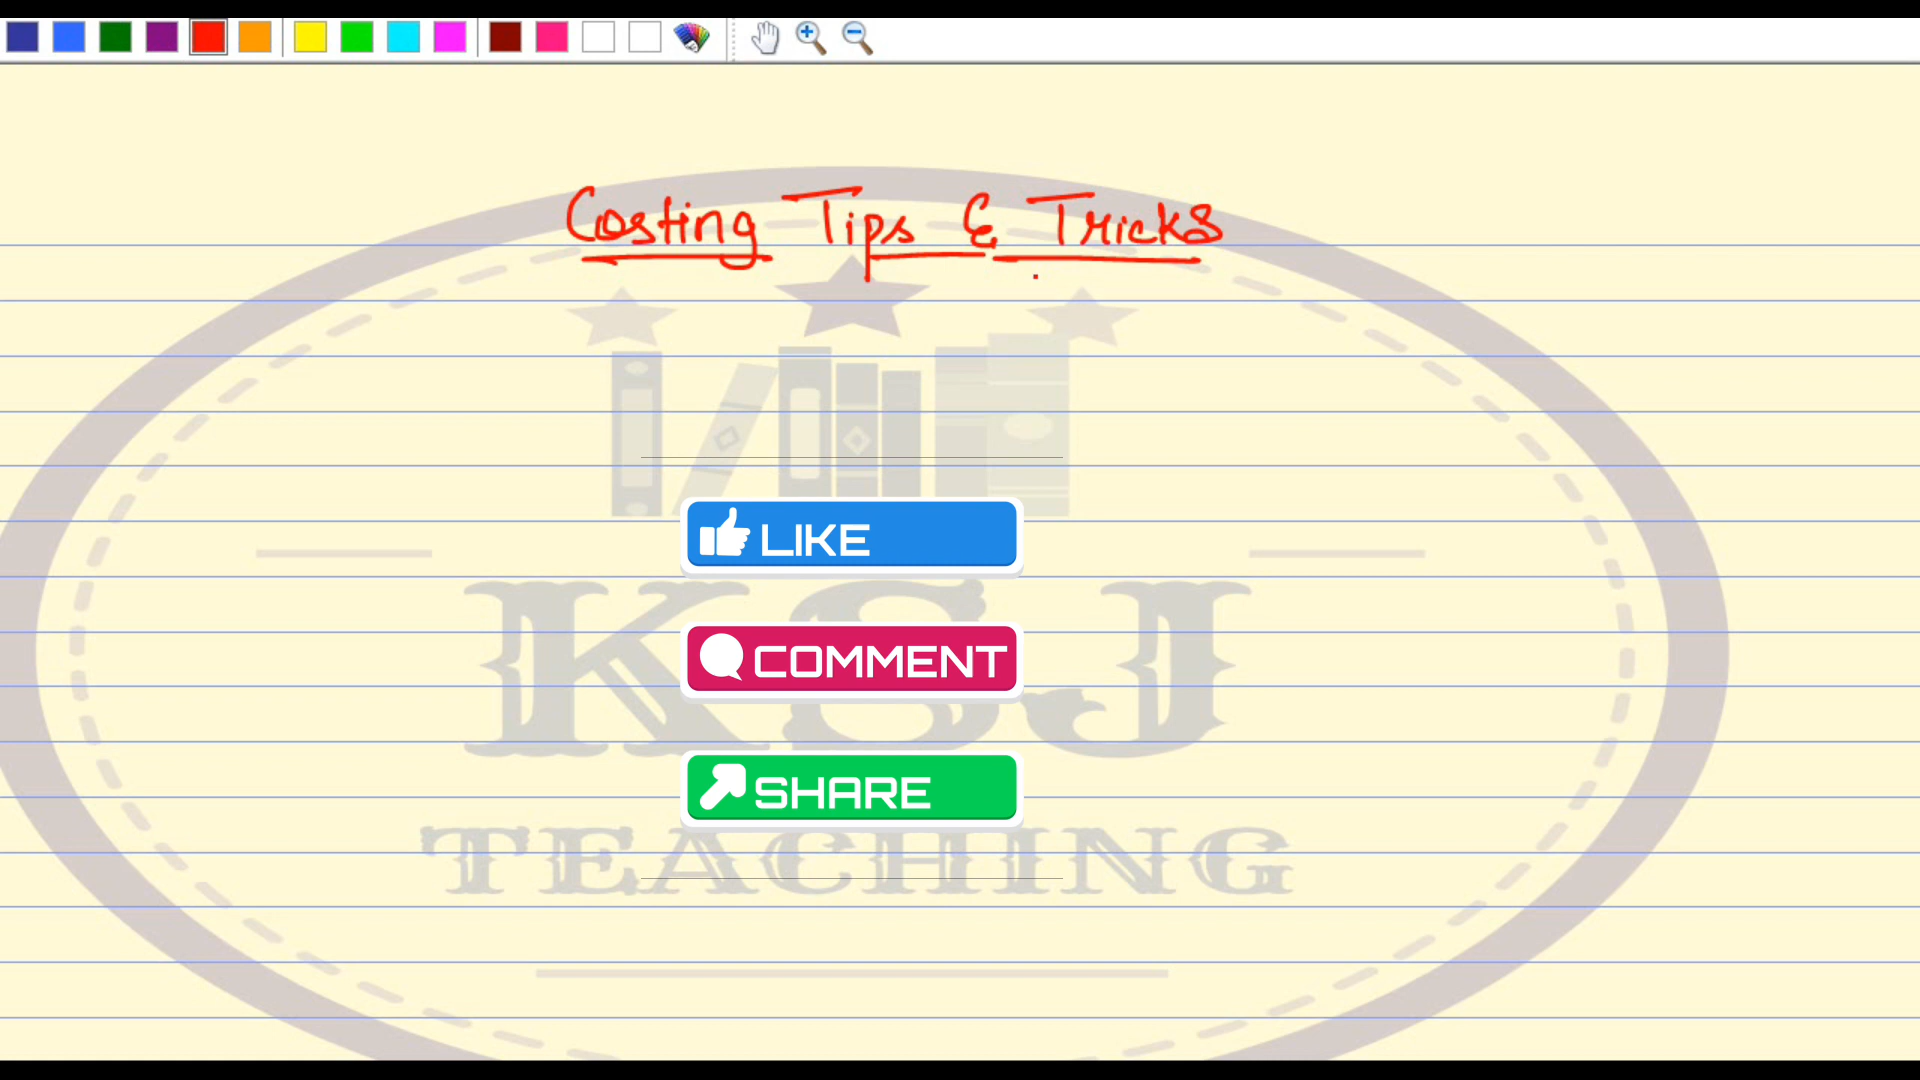 Costing Tips & Tricks
LIKE
COMMENT
SHARE
KSJ
TEACHING